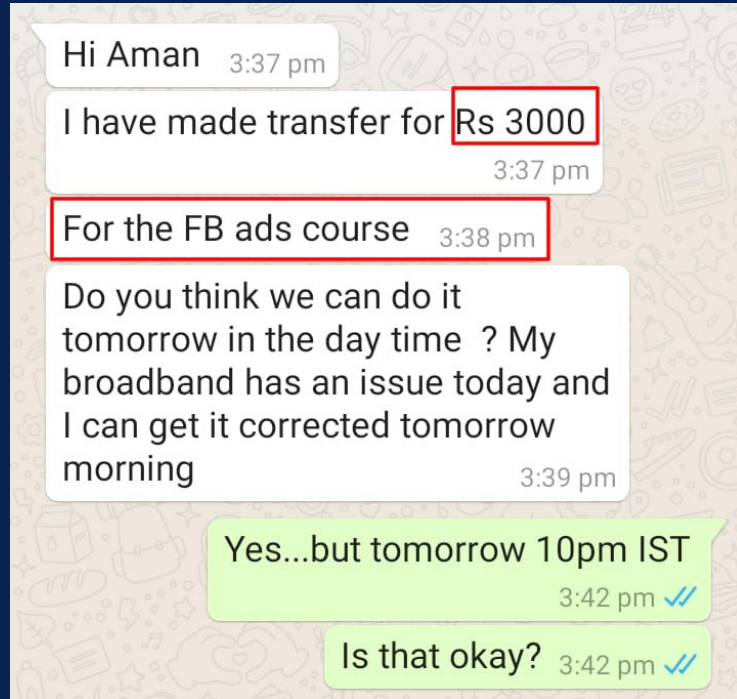 Hi Aman 3:37 pm
I have made transfer for Rs 3000
3:37 pm
For the FB ads course 3:38 pm
Do you think we can do it
tomorrow in the day time  ? My
broadband has an issue today and
I can get it corrected tomorrow
morning 3:39 pm
Yes...but tomorrow 10pm IST
3:42 pm
Is that okay? 3:42 pm